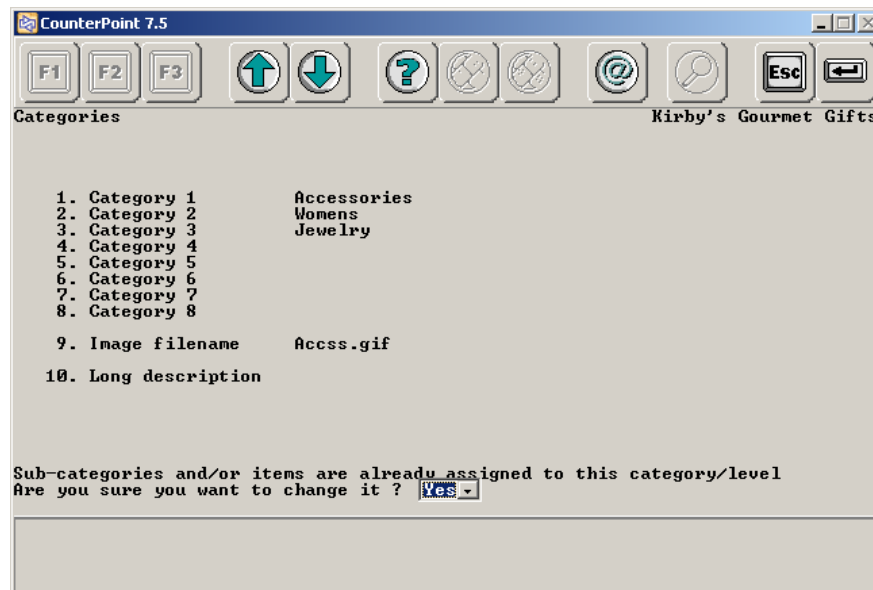 CounterPoint 7.5
F1 F2 F3 ? @ Esc
Categories Kirby's Gourmet Gifts
1. Category 1 Accessories
2. Category 2 Womens
3. Category 3 Jewelry
4. Category 4
5. Category 5
6. Category 6
7. Category 7
8. Category 8
9. Image filename Accss.gif
10. Long description
Sub-categories and/or items are already assigned to this category/level
Are you sure you want to change it ? Yes